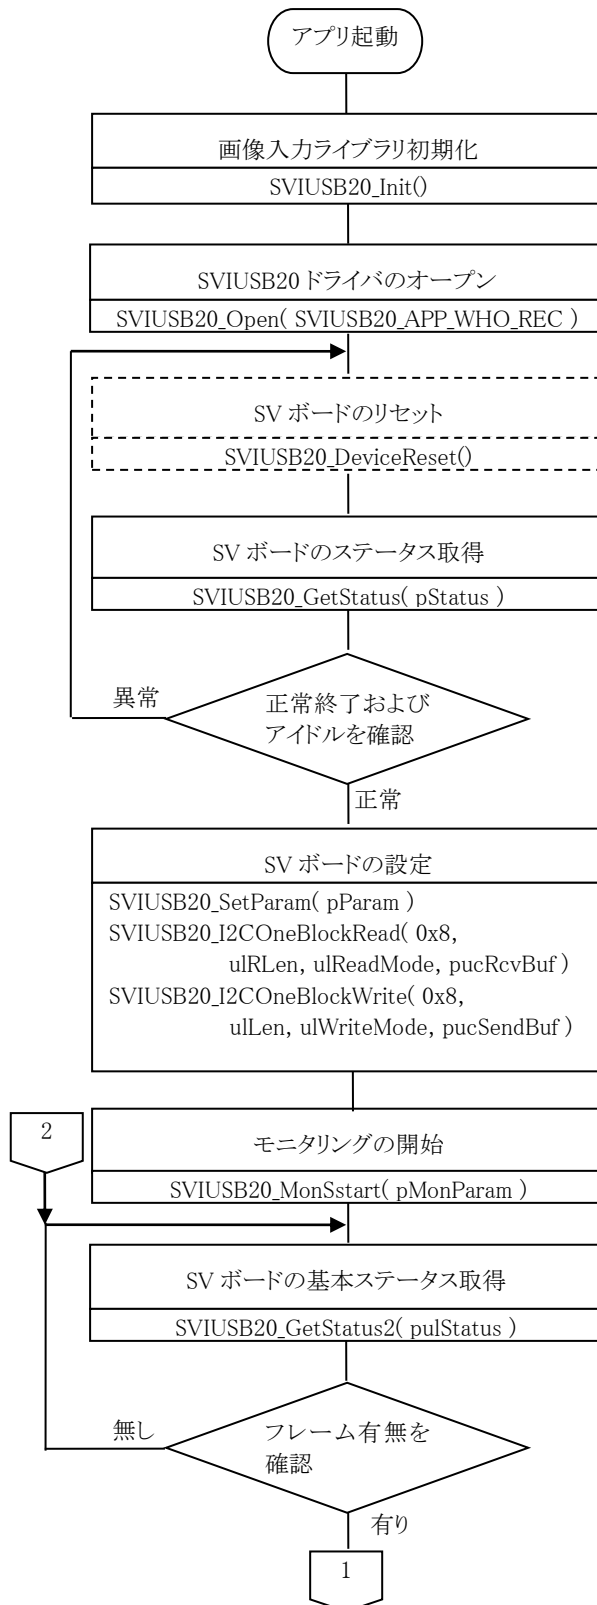 アプリ起動
画像入力ライブラリ初期化
SVIUSB20_Init()
SVIUSB20 ドライバのオープン
SVIUSB20_Open( SVIUSB20_APP_WHO_REC )
SV ボードのリセット
SVIUSB20_DeviceReset()
SV ボードのステータス取得
SVIUSB20_GetStatus( pStatus )
異常
正常終了および
アイドルを確認
正常
SV ボードの設定
SVIUSB20_SetParam( pParam )
SVIUSB20_I2COneBlockRead( 0x8,
ulRLen, ulReadMode, pucRcvBuf )
SVIUSB20_I2COneBlockWrite( 0x8,
ulLen, ulWriteMode, pucSendBuf )
2
モニタリングの開始
SVIUSB20_MonSstart( pMonParam )
SV ボードの基本ステータス取得
SVIUSB20_GetStatus2( pulStatus )
無し
フレーム有無を
確認
有り
1